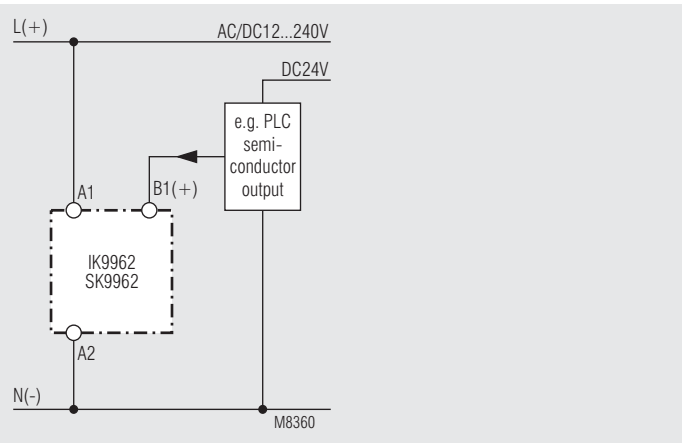 L(+)
AC/DC12...240V
DC24V
e.g. PLC
semi-
conductor
output
A1
B1(+)
IK9962
SK9962
A2
N(-)
M8360